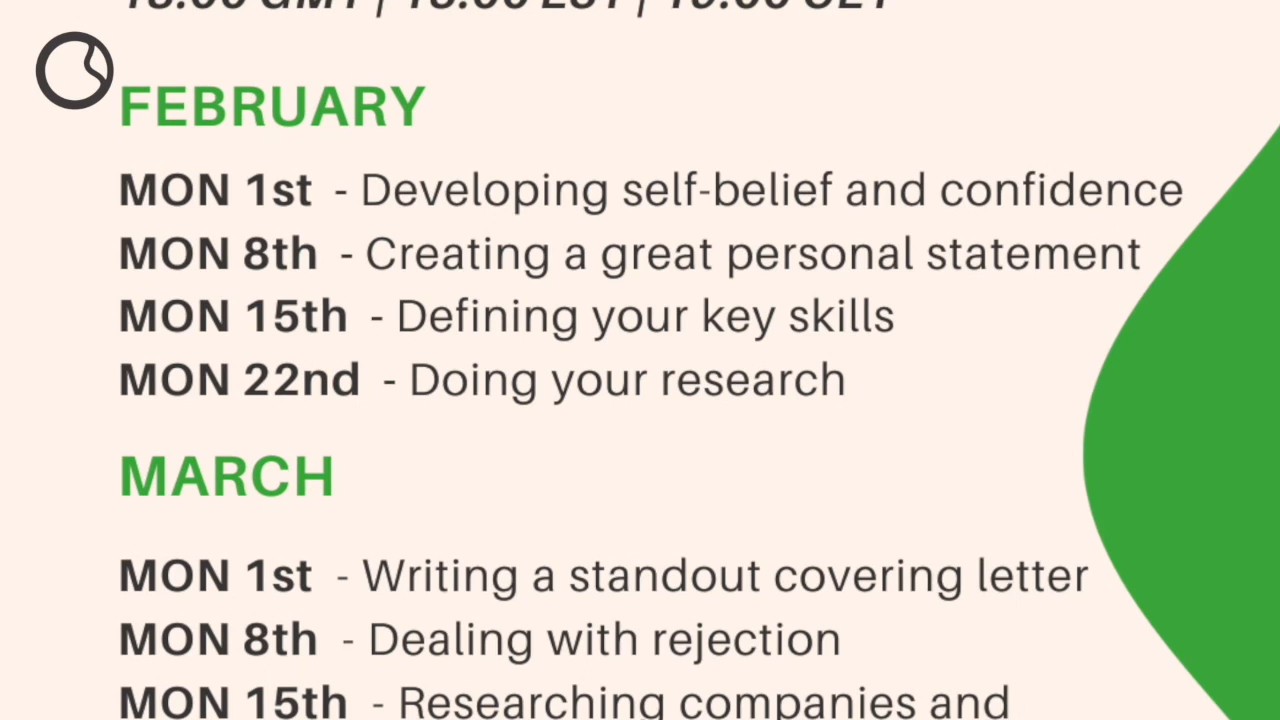 FEBRUARY
MON 1st - Developing self-belief and confidence
MON 8th - Creating a great personal statement
MON 15th - Defining your key skills
MON 22nd - Doing your research
MARCH
MON 1st - Writing a standout covering letter
MON 8th - Dealing with rejection
MON 15th - Researching companies and